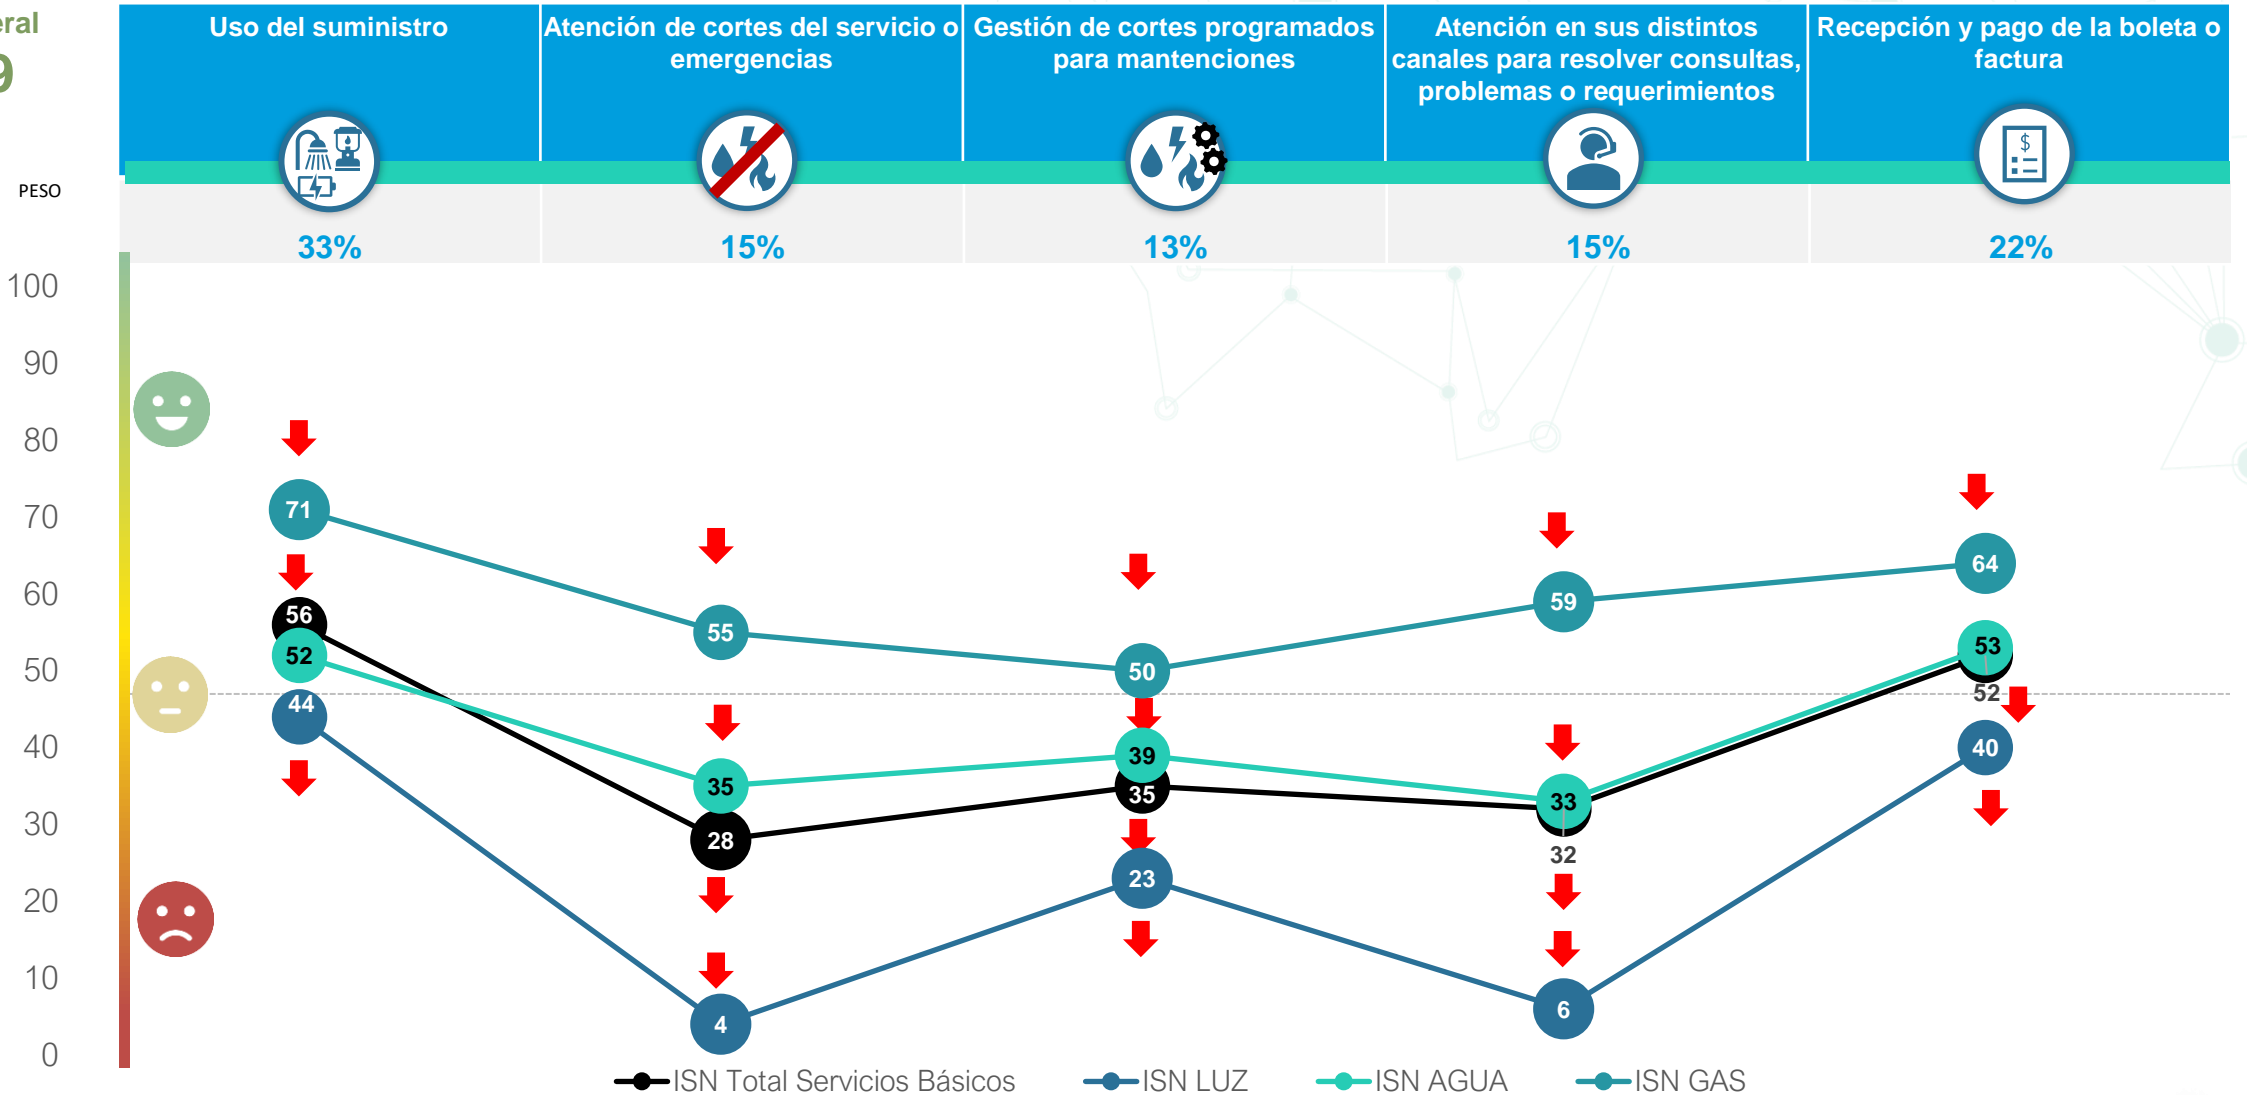 Uso del suministro
Atención de cortes del servicio o
emergencias
Gestión de cortes programados
para mantenciones
Atención en sus distintos
canales para resolver consultas,
problemas o requerimientos
Recepción y pago de la boleta o
factura
9
$
PESO
33%
15%
13%
15%
22%
100
90
80
70
60
50
40
30
20
10
0
71
55
50
59
64
56
28
35
32
52
52
35
39
33
53
44
4
23
6
40
ISN Total Servicios Básicos
ISN LUZ
ISN AGUA
ISN GAS